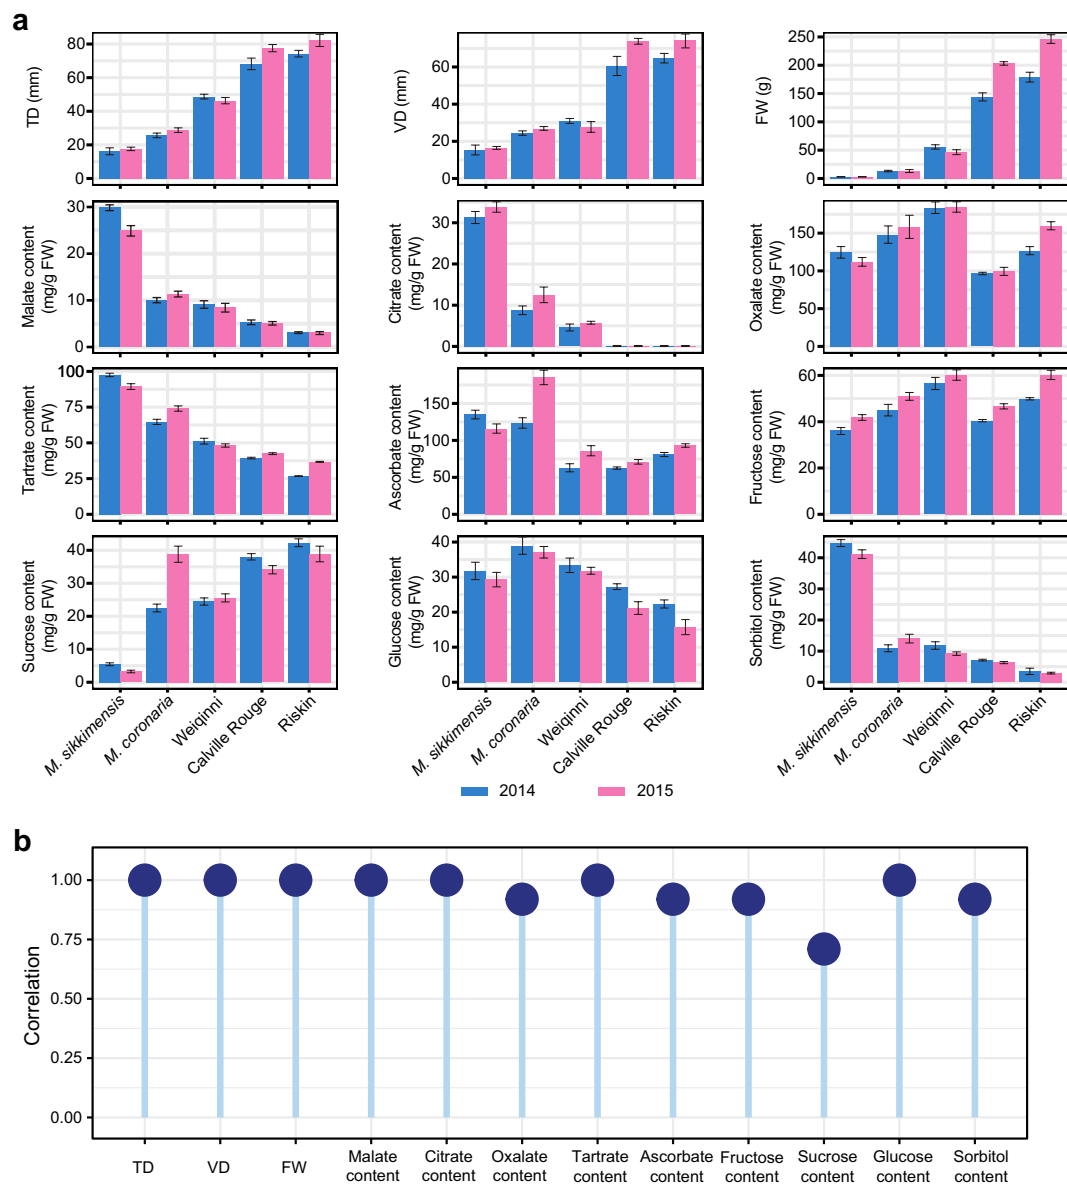 a
TD (mm)
80
60
40
20
0
VD (mm)
60
40
20
0
FW (g)
250
200
150
100
50
0
Malate content
(mg/g FW)
30
20
10
0
Citrate content
(mg/g FW)
30
20
10
0
Oxalate content
(mg/g FW)
150
100
50
0
Tartrate content
(mg/g FW)
100
75
50
25
0
Ascorbate content
(mg/g FW)
150
100
50
0
Fructose content
(mg/g FW)
60
40
20
0
Sucrose content
(mg/g FW)
40
30
20
10
0
Glucose content
(mg/g FW)
40
30
20
10
0
Sorbitol content
(mg/g FW)
40
30
20
10
0
M. sikkimensis
M. coronaria
Weiqinni
Calville Rouge
Riskin
M. sikkimensis
M. coronaria
Weiqinni
Calville Rouge
Riskin
M. sikkimensis
M. coronaria
Weiqinni
Calville Rouge
Riskin
2014 2015
b
Correlation
1.00
0.75
0.50
0.25
0.00
TD
VD
FW
Malate
content
Citrate
content
Oxalate
content
Tartrate
content
Ascorbate
content
Fructose
content
Sucrose
content
Glucose
content
Sorbitol
content